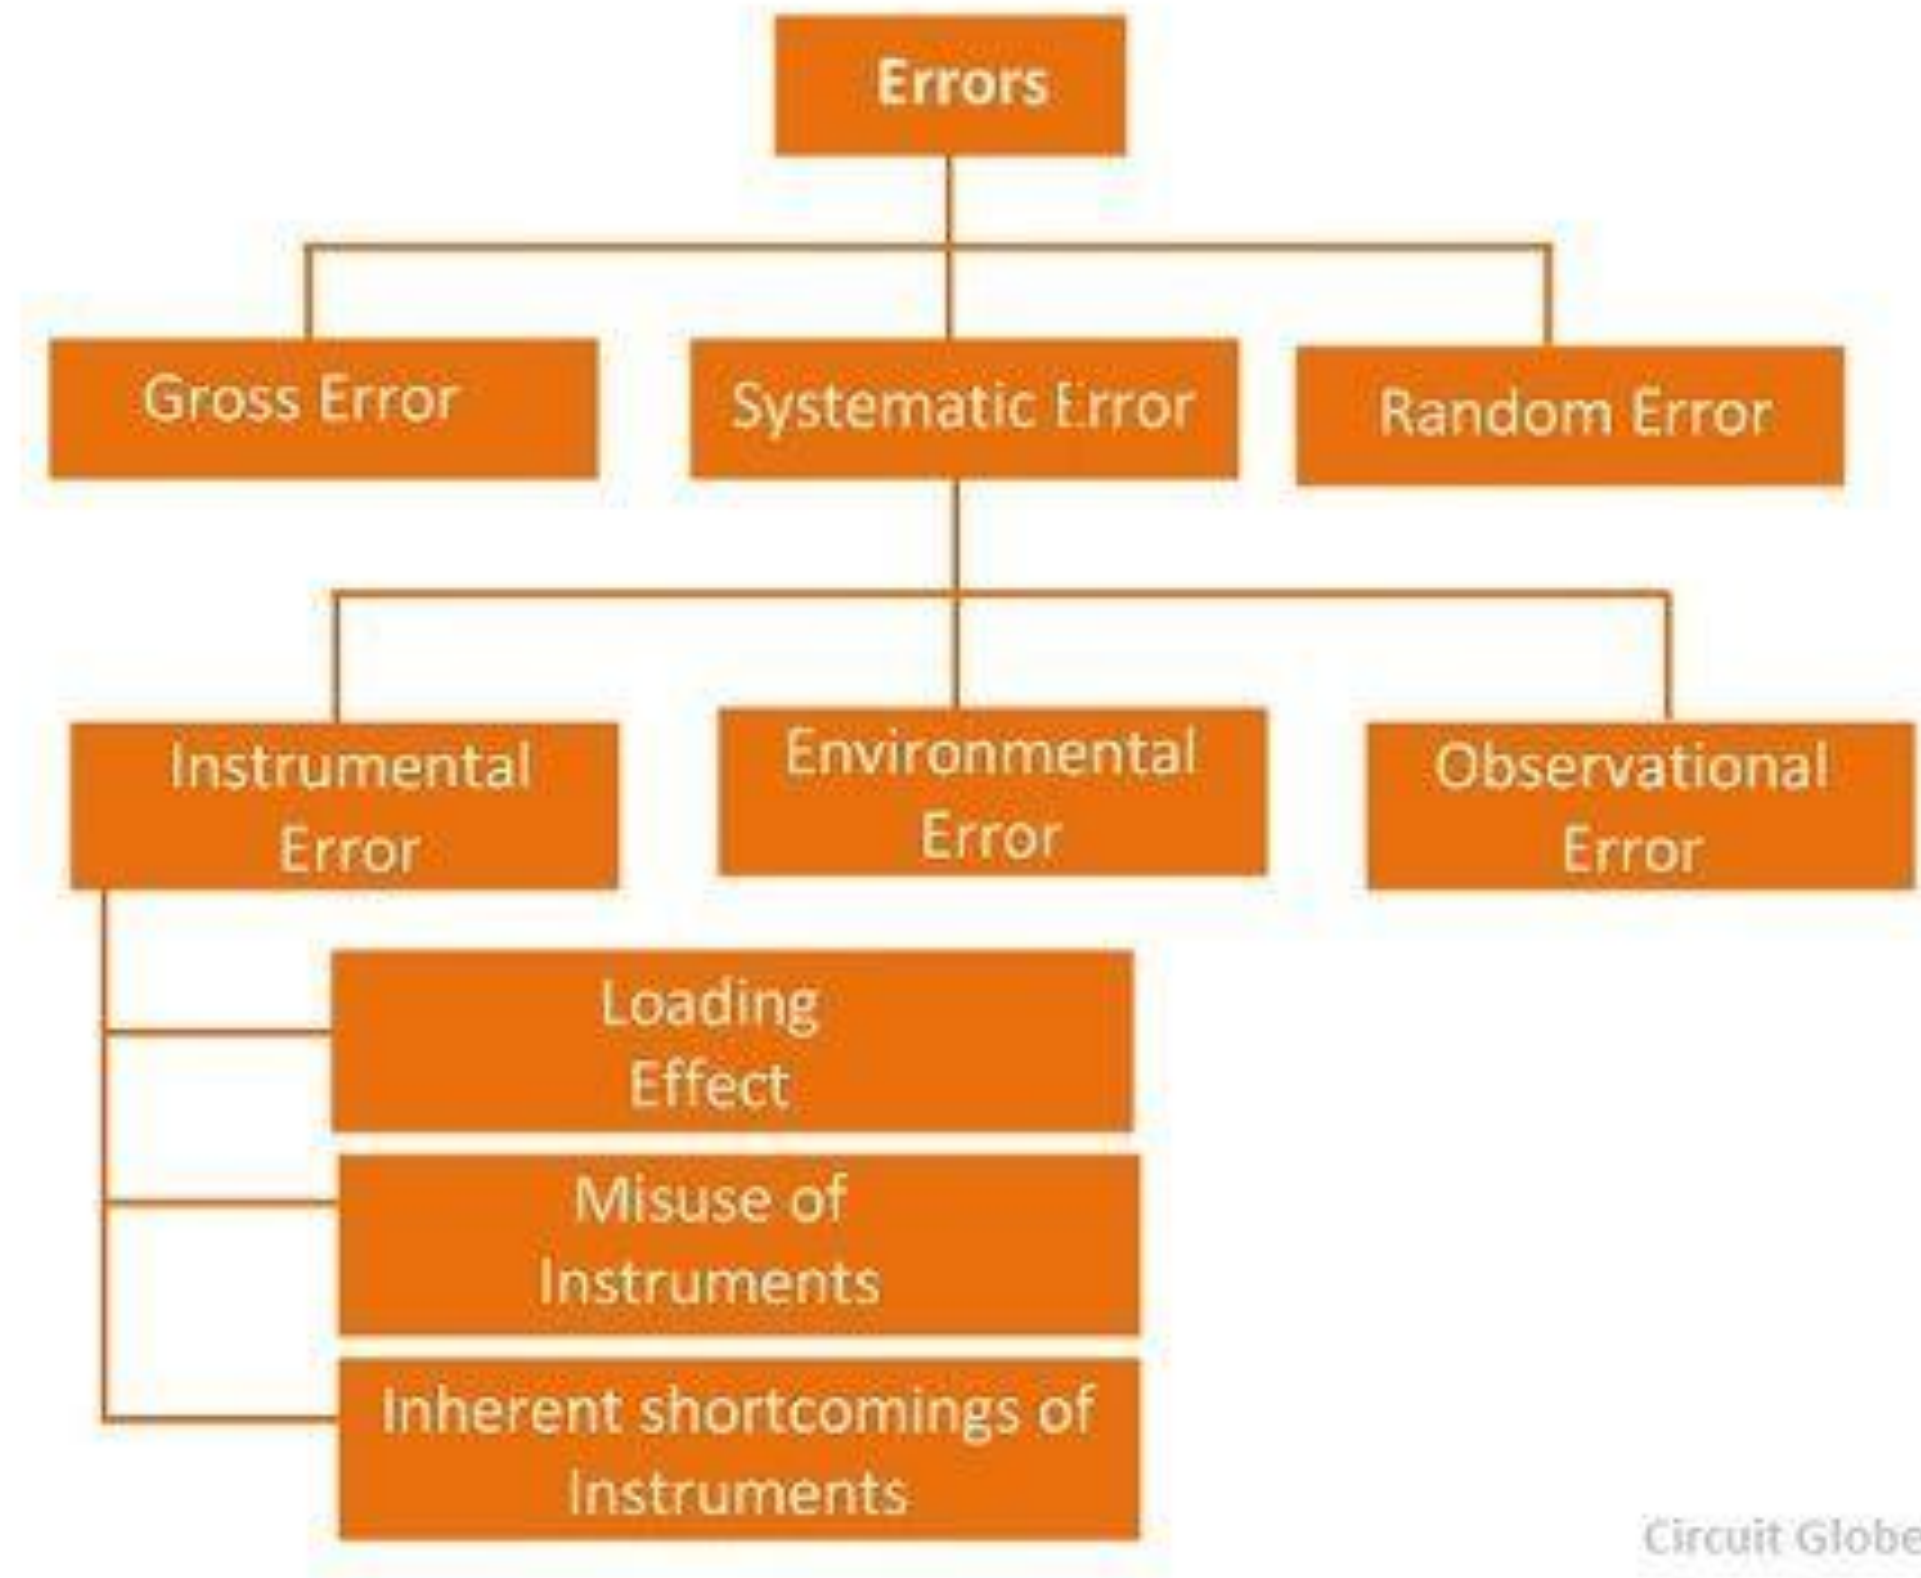 Errors
Gross Error
Systematic Error
Random Error
Instrumental
Error
Environmental
Error
Observational
Error
Loading
Effect
Misuse of
Instruments
Inherent shortcomings of
Instruments
Circuit Globe